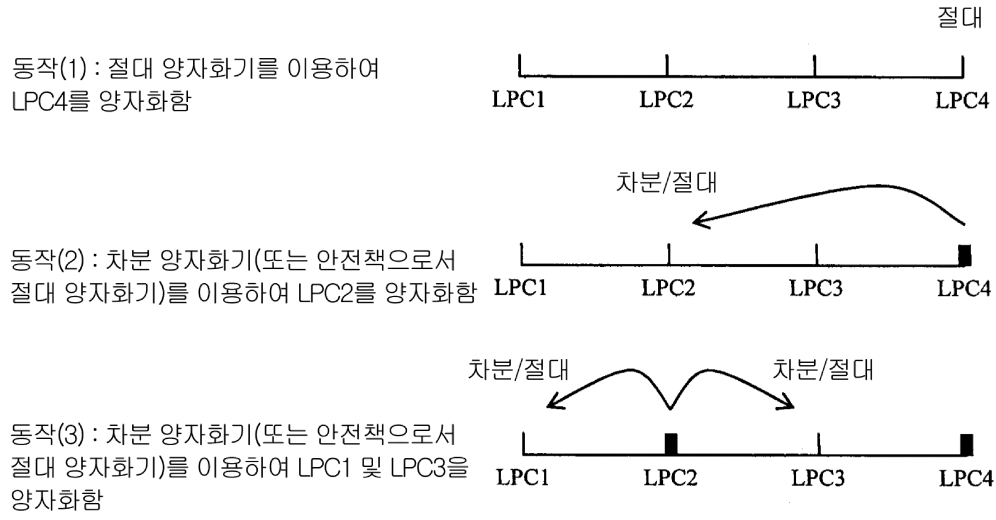 절대
동작(1) : 절대 양자화기를 이용하여
LPC4를 양자화함
LPC1 LPC2 LPC3 LPC4
차분/절대
동작(2) : 차분 양자화기(또는 안전책으로서
절대 양자화기)를 이용하여 LPC2를 양자화함
LPC1 LPC2 LPC3 LPC4
차분/절대 차분/절대
동작(3) : 차분 양자화기(또는 안전책으로서
절대 양자화기)를 이용하여 LPC1 및 LPC3을
양자화함
LPC1 LPC2 LPC3 LPC4